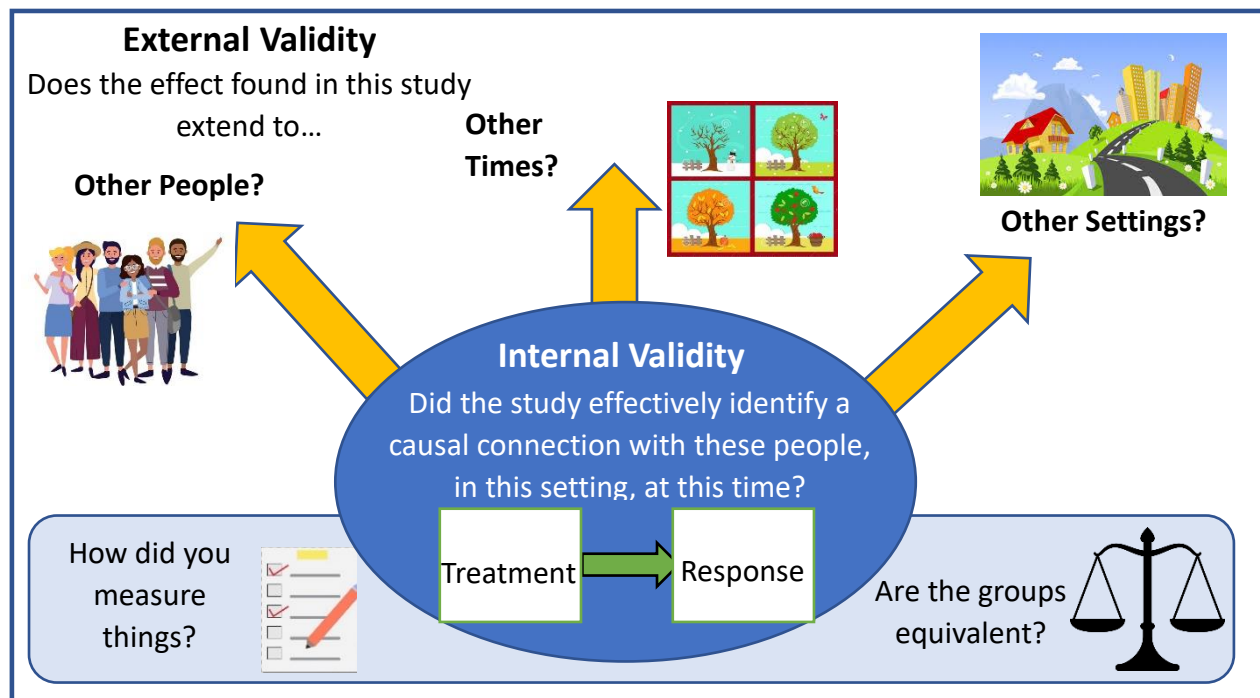 External Validity
Does the effect found in this study
extend to…
Other People?
Other
Times?
Other Settings?
Internal Validity
Did the study effectively identify a
causal connection with these people,
in this setting, at this time?
Treatment
Response
How did you
measure
things?
Are the groups
equivalent?